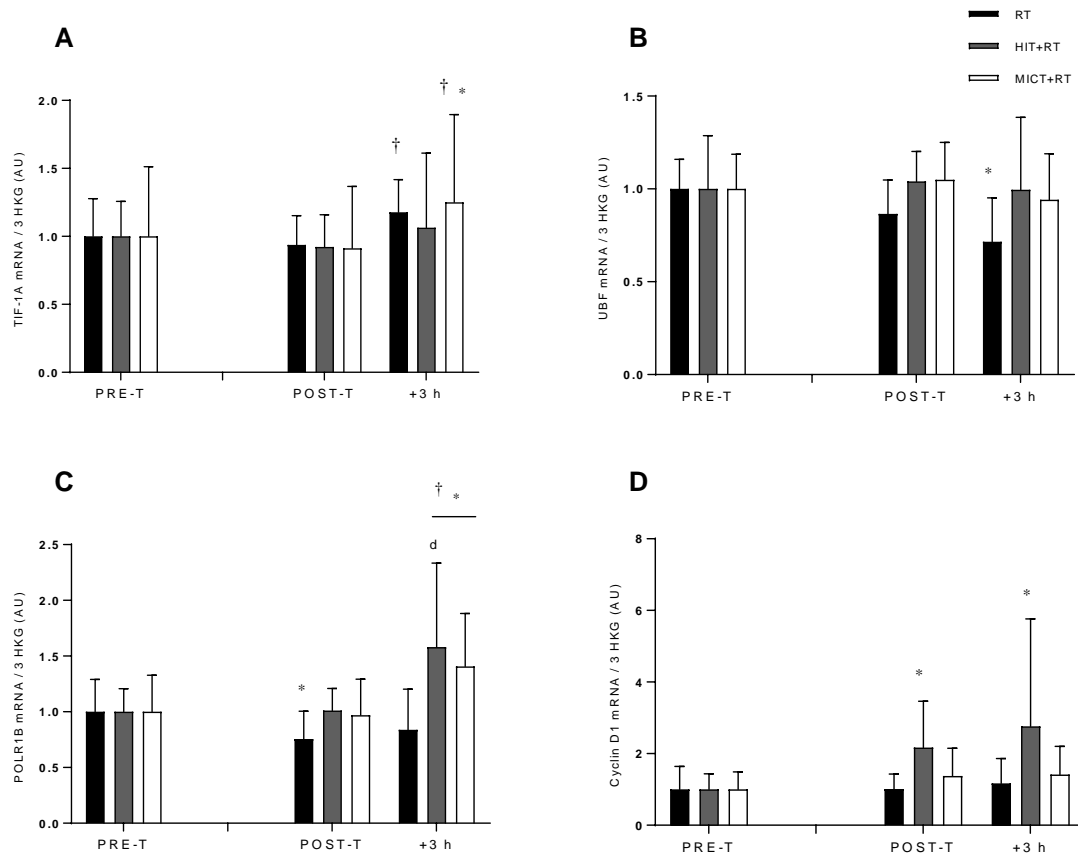 RT
HIT+RT
MICT+RT
A
† *
†
TIF-1A mRNA / 3 HKG (AU)
2.0
1.5
1.0
0.5
0.0
PRE-T POST-T +3 h
B
*
UBF mRNA / 3 HKG (AU)
1.5
1.0
0.5
0.0
PRE-T POST-T +3 h
C
† *
d
*
POLR1B mRNA / 3 HKG (AU)
2.5
2.0
1.5
1.0
0.5
0.0
PRE-T POST-T +3 h
D
*
*
Cyclin D1 mRNA / 3 HKG (AU)
8
6
4
2
0
PRE-T POST-T +3 h